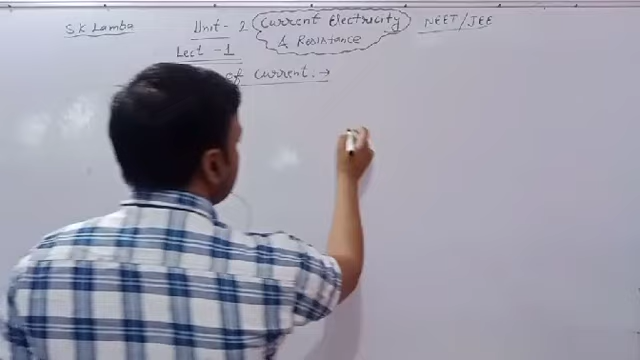 S.K Lamba
Unit - 2 Current Electricity NEET/JEE
& Resistance
Lect - 1
of Current. →